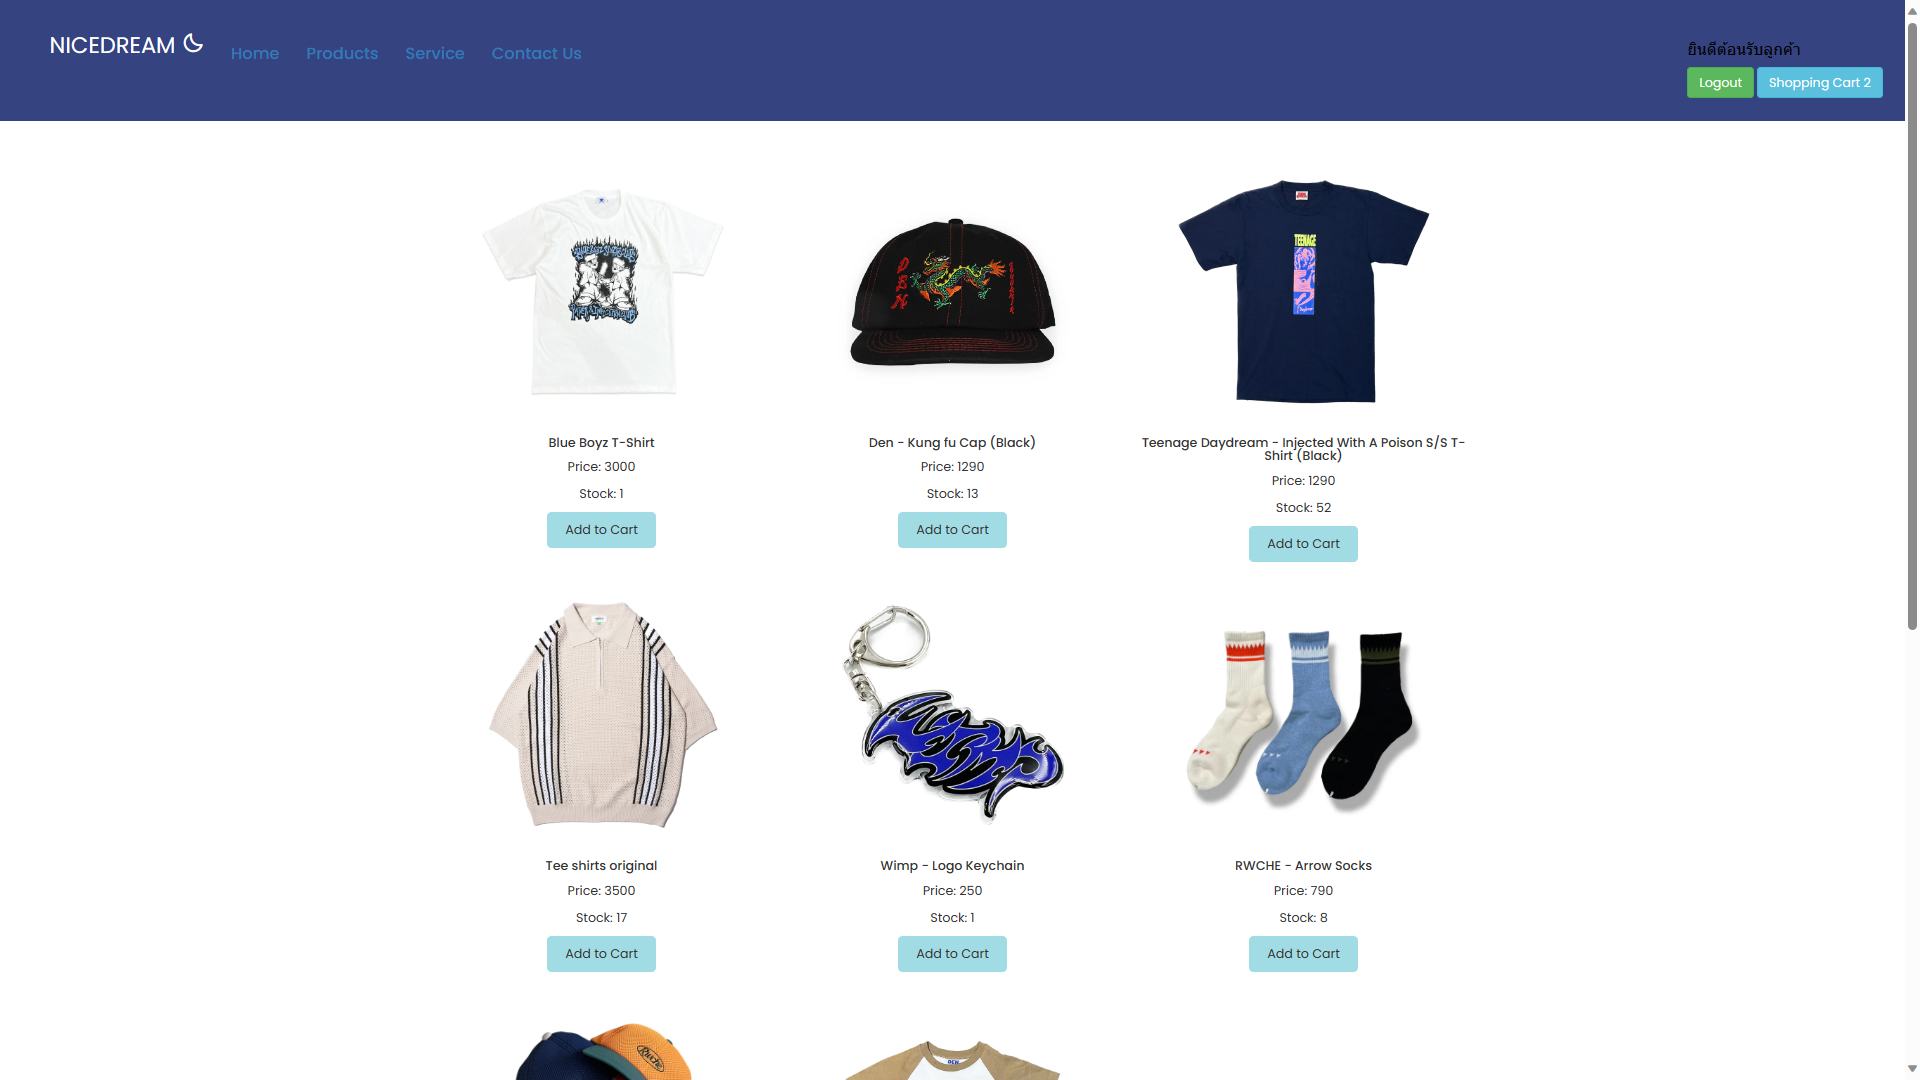 NICEDREAM
Home Products Service Contact Us
ยินดีต้อนรับลูกค้า
Logout Shopping Cart 2
DEN
TEENAGE
Blue Boyz T-Shirt
Price: 3000
Stock: 1
Add to Cart
Den - Kung fu Cap (Black)
Price: 1290
Stock: 13
Add to Cart
Teenage Daydream - Injected With A Poison S/S T-
Shirt (Black)
Price: 1290
Stock: 52
Add to Cart
Tee shirts original
Price: 3500
Stock: 17
Add to Cart
Wimp - Logo Keychain
Price: 250
Stock: 1
Add to Cart
RWCHE - Arrow Socks
Price: 790
Stock: 8
Add to Cart
Rwche
DEN